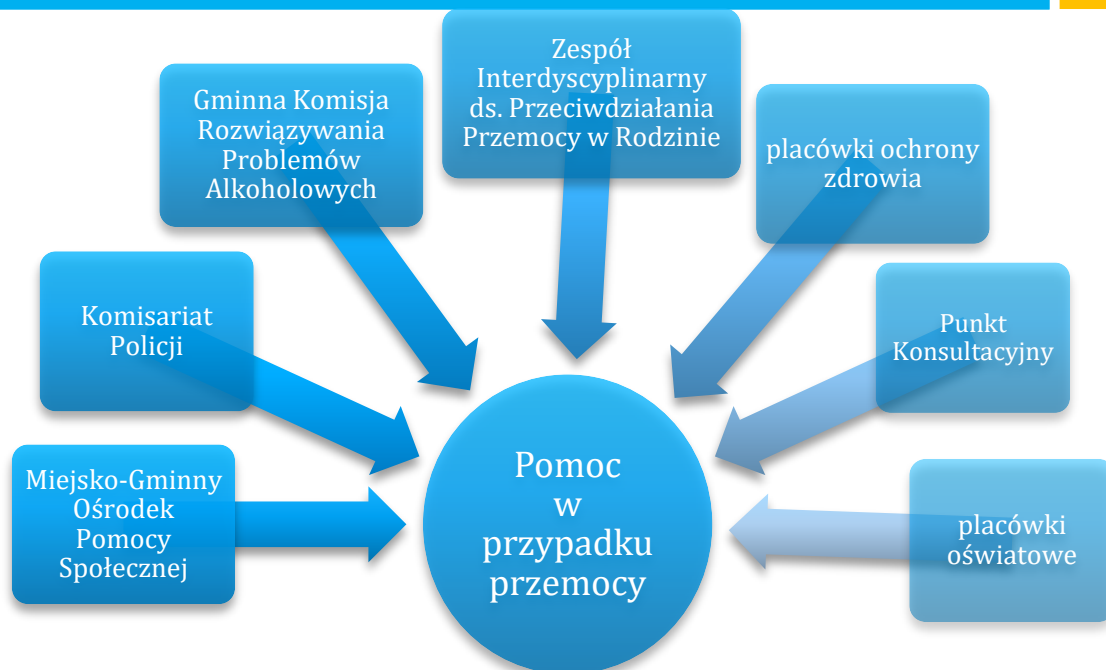 Zespół
Interdyscyplinarny
ds. Przeciwdziałania
Przemocy w Rodzinie
Gminna Komisja
Rozwiązywania
Problemów
Alkoholowych
placówki ochrony
zdrowia
Komisariat
Policji
Punkt
Konsultacyjny
Miejsko-Gminny
Ośrodek
Pomocy
Społecznej
Pomoc
w
przypadku
przemocy
placówki
oświatowe